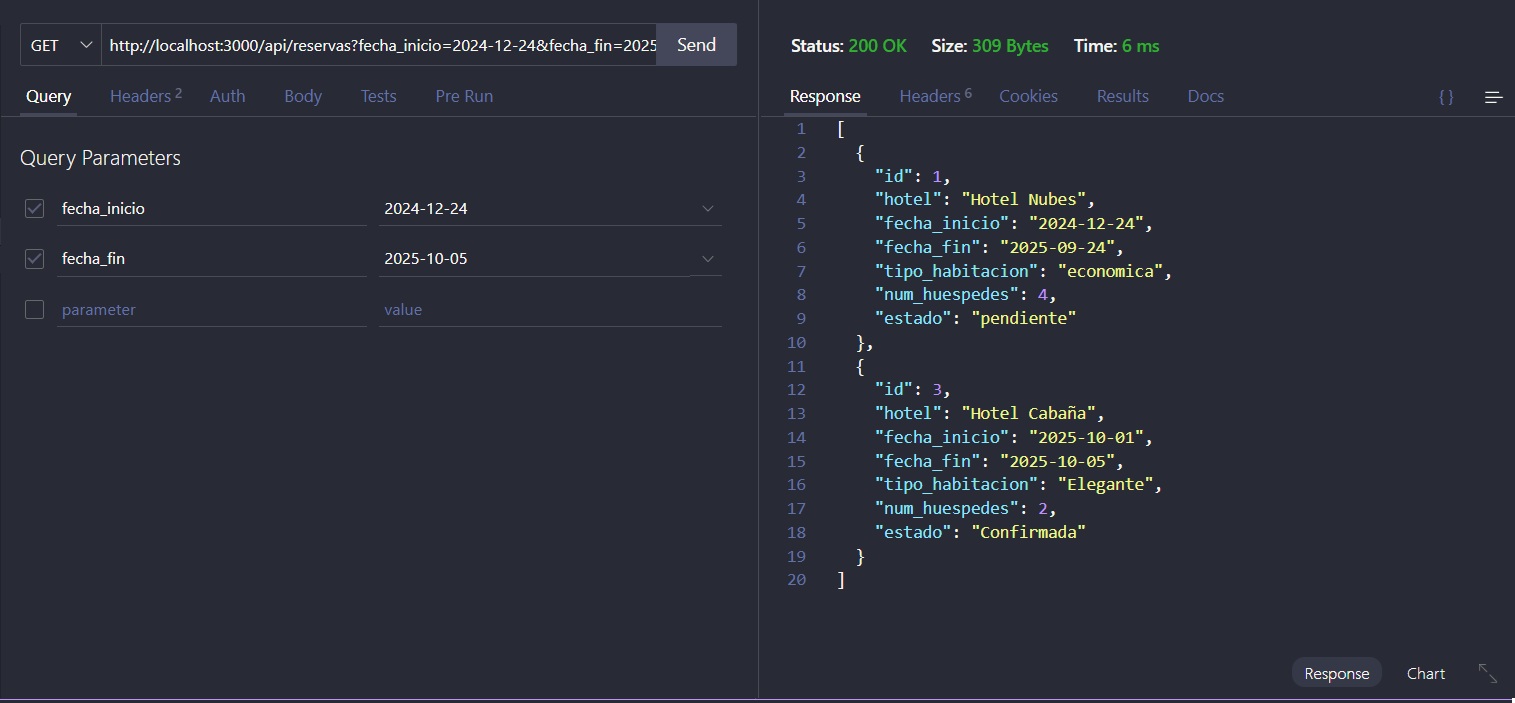 GET http://localhost:3000/api/reservas?fecha_inicio=2024-12-24&fecha_fin=2025 Send
Query Headers 2 Auth Body Tests Pre Run
Query Parameters
fecha_inicio 2024-12-24
fecha_fin 2025-10-05
parameter value
Status: 200 OK Size: 309 Bytes Time: 6 ms
Response Headers 6 Cookies Results Docs { }
1 [
2 {
3 "id": 1,
4 "hotel": "Hotel Nubes",
5 "fecha_inicio": "2024-12-24",
6 "fecha_fin": "2025-09-24",
7 "tipo_habitacion": "economica",
8 "num_huespedes": 4,
9 "estado": "pendiente"
10 },
11 {
12 "id": 3,
13 "hotel": "Hotel Cabaña",
14 "fecha_inicio": "2025-10-01",
15 "fecha_fin": "2025-10-05",
16 "tipo_habitacion": "Elegante",
17 "num_huespedes": 2,
18 "estado": "Confirmada"
19 }
20 ]
Response Chart